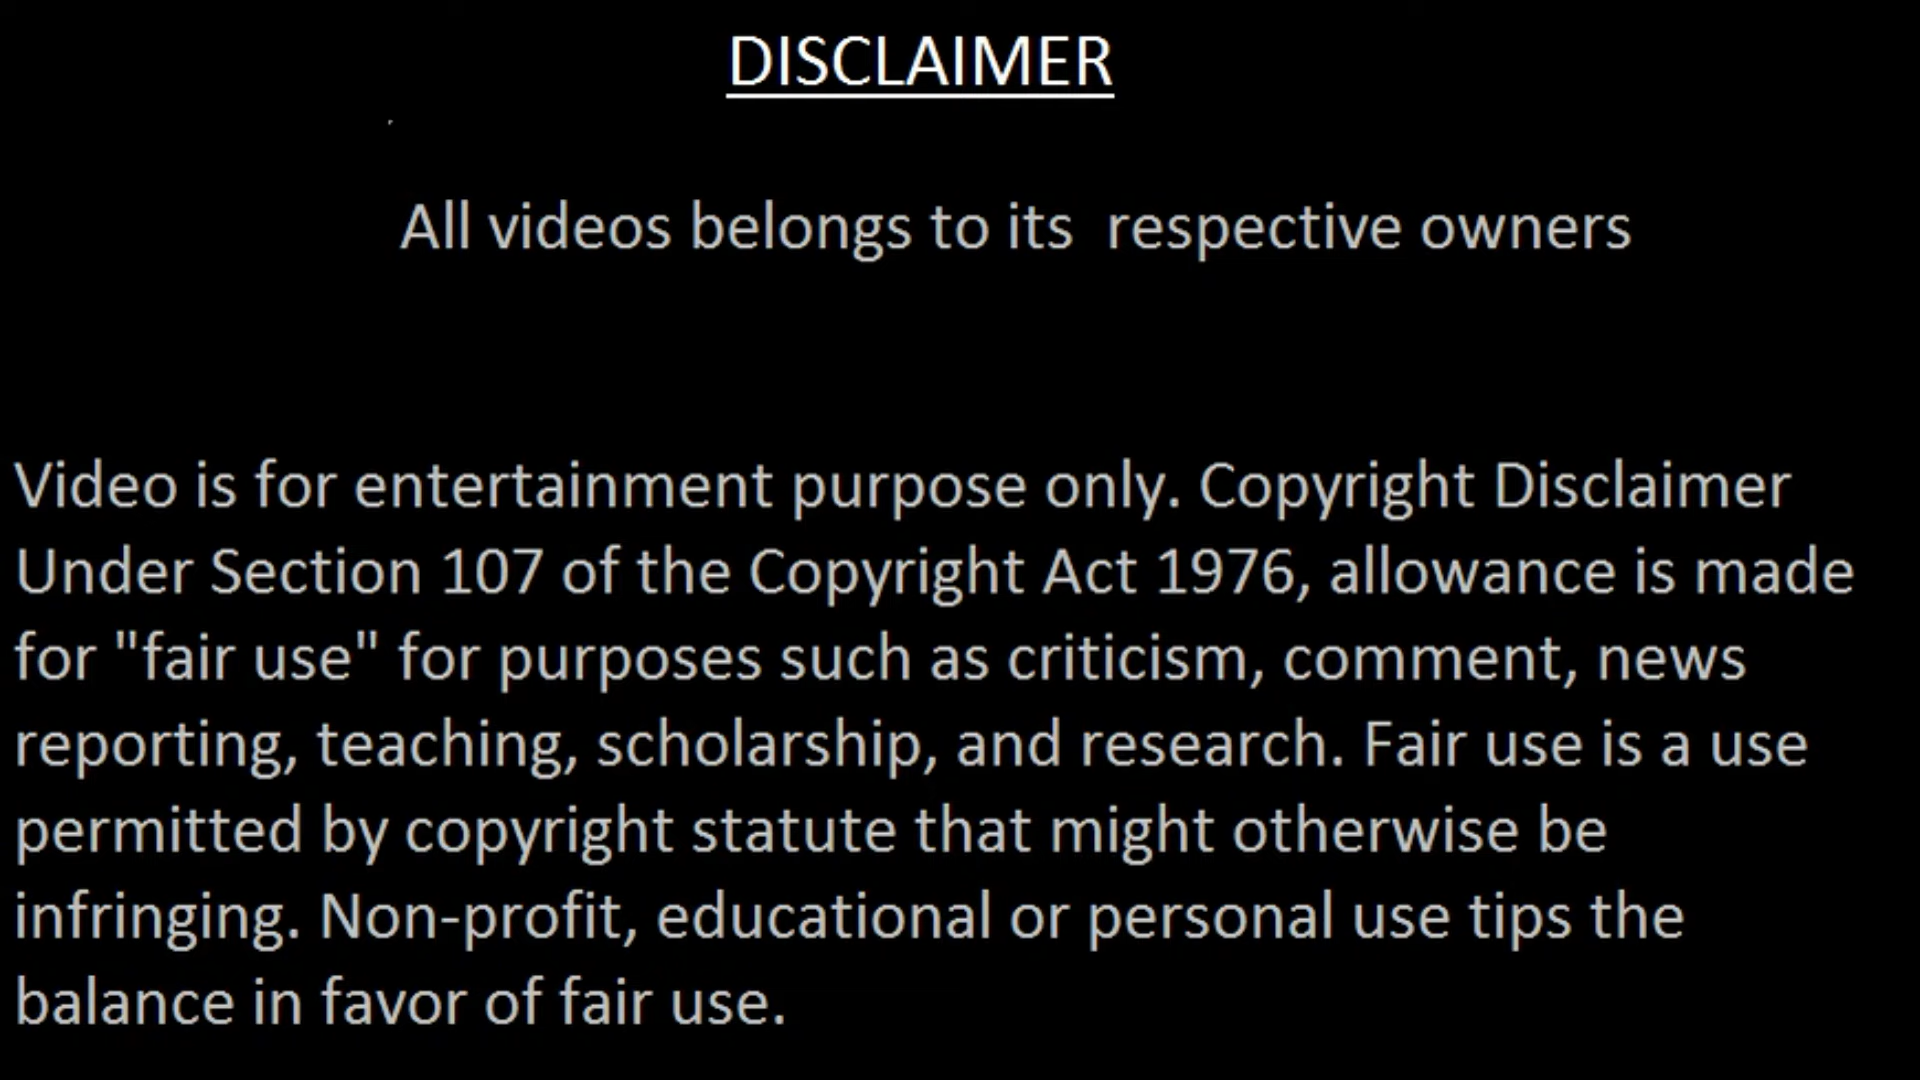 DISCLAIMER
All videos belongs to its  respective owners
Video is for entertainment purpose only. Copyright Disclaimer
Under Section 107 of the Copyright Act 1976, allowance is made
for "fair use" for purposes such as criticism, comment, news
reporting, teaching, scholarship, and research. Fair use is a use
permitted by copyright statute that might otherwise be
infringing. Non-profit, educational or personal use tips the
balance in favor of fair use.